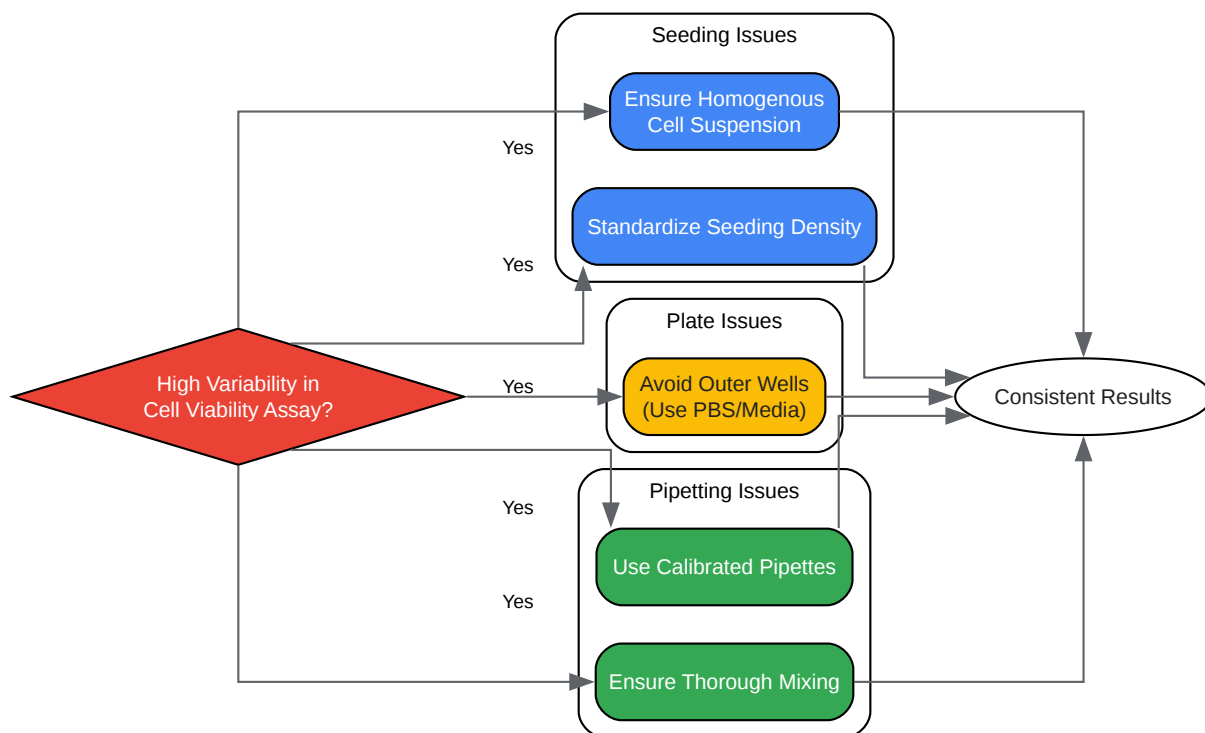 Seeding Issues
Ensure Homogenous
Cell Suspension
Yes
Standardize Seeding Density
Yes
Plate Issues
High Variability in
Cell Viability Assay?
Yes
Avoid Outer Wells
(Use PBS/Media)
Consistent Results
Pipetting Issues
Yes
Use Calibrated Pipettes
Yes
Ensure Thorough Mixing